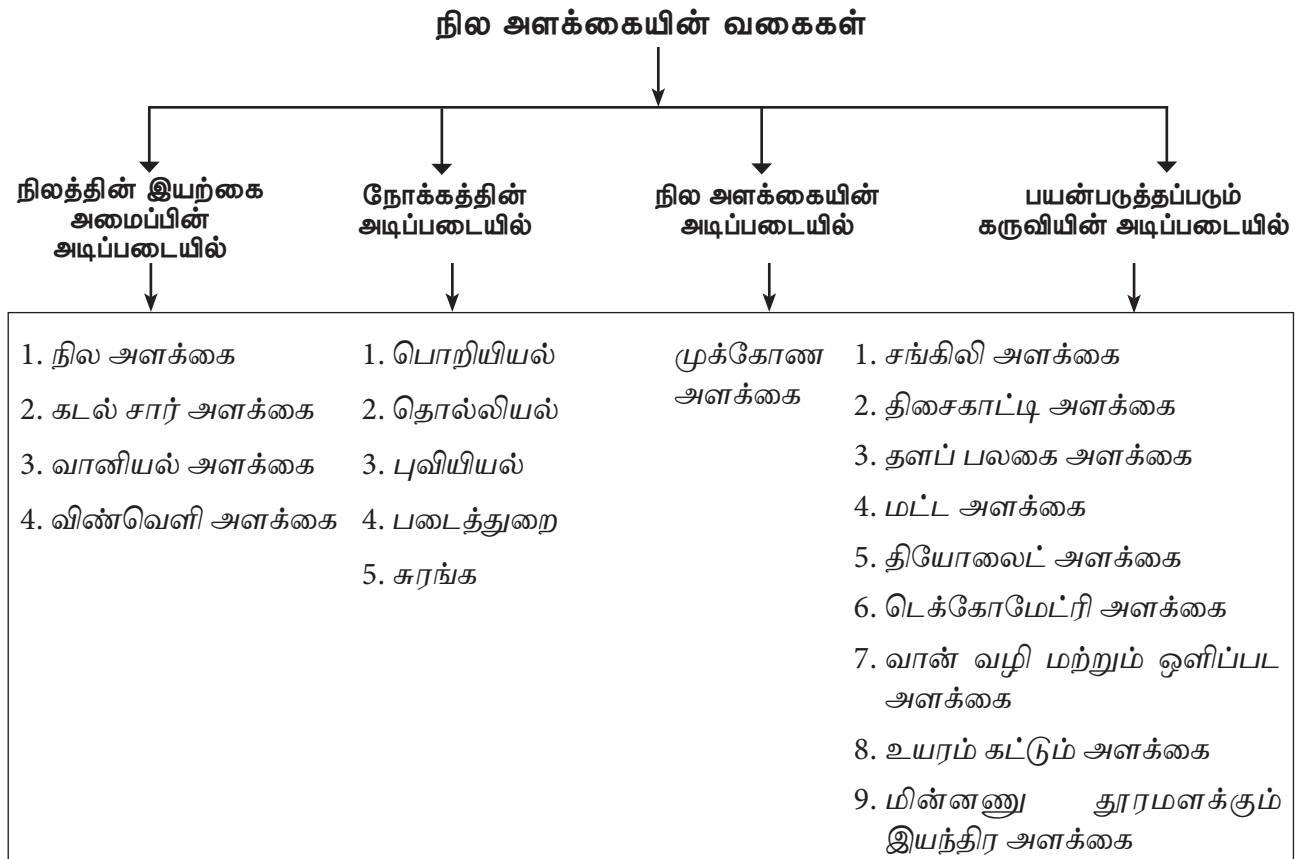 நில அளக்கையின் வகைகள்
நிலத்தின் இயற்கை
அமைப்பின்
அடிப்படையில்
நோக்கத்தின்
அடிப்படையில்
நில அளக்கையின்
அடிப்படையில்
பயன்படுத்தப்படும்
கருவியின் அடிப்படையில்
1. நில அளக்கை
2. கடல் சார் அளக்கை
3. வானியல் அளக்கை
4. விண்வெளி அளக்கை
1. பொறியியல்
2. தொல்லியல்
3. புவியியல்
4. படைத்துறை
5. சுரங்க
முக்கோண
அளக்கை
1. சங்கிலி அளக்கை
2. திசைகாட்டி அளக்கை
3. தளப் பலகை அளக்கை
4. மட்ட அளக்கை
5. தியோலைட் அளக்கை
6. டெக்கோமேட்ரி அளக்கை
7. வான் வழி மற்றும் ஒளிப்பட
அளக்கை
8. உயரம் கட்டும் அளக்கை
9. மின்னணு தூரமளக்கும்
இயந்திர அளக்கை